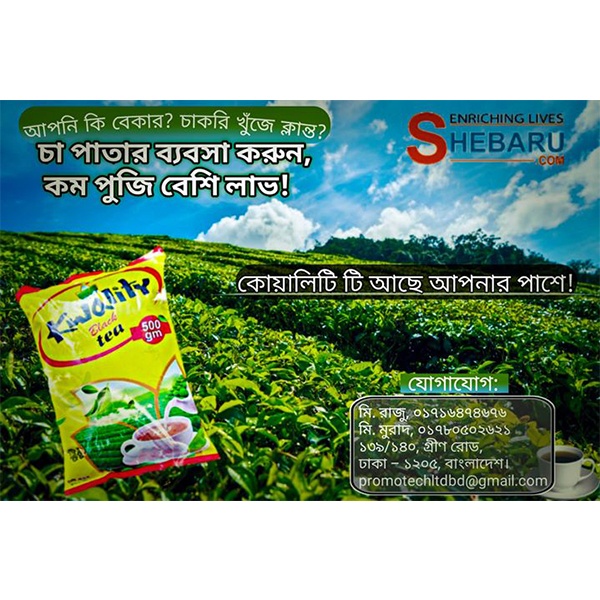 আপনি কি বেকার? চাকরি খুঁজে ক্লান্ত?
চা পাতার ব্যবসা করুন,
কম পুজি বেশি লাভ!
ENRICHING LIVES
SHEBARU
.COM
কোয়ালিটি টি আছে আপনার পাশে!
Kwality
Black
tea
500
gm
যোগাযোগ:
মি. রাজু, ০১৭১৬৪৭৪৬৭৬
মি. মুরাদ, ০১৭৮০৫০২৬২১
১৩৯/১৪০, গ্রীণ রোড,
ঢাকা – ১২০৫, বাংলাদেশ।
promotechltdbd@gmail.com